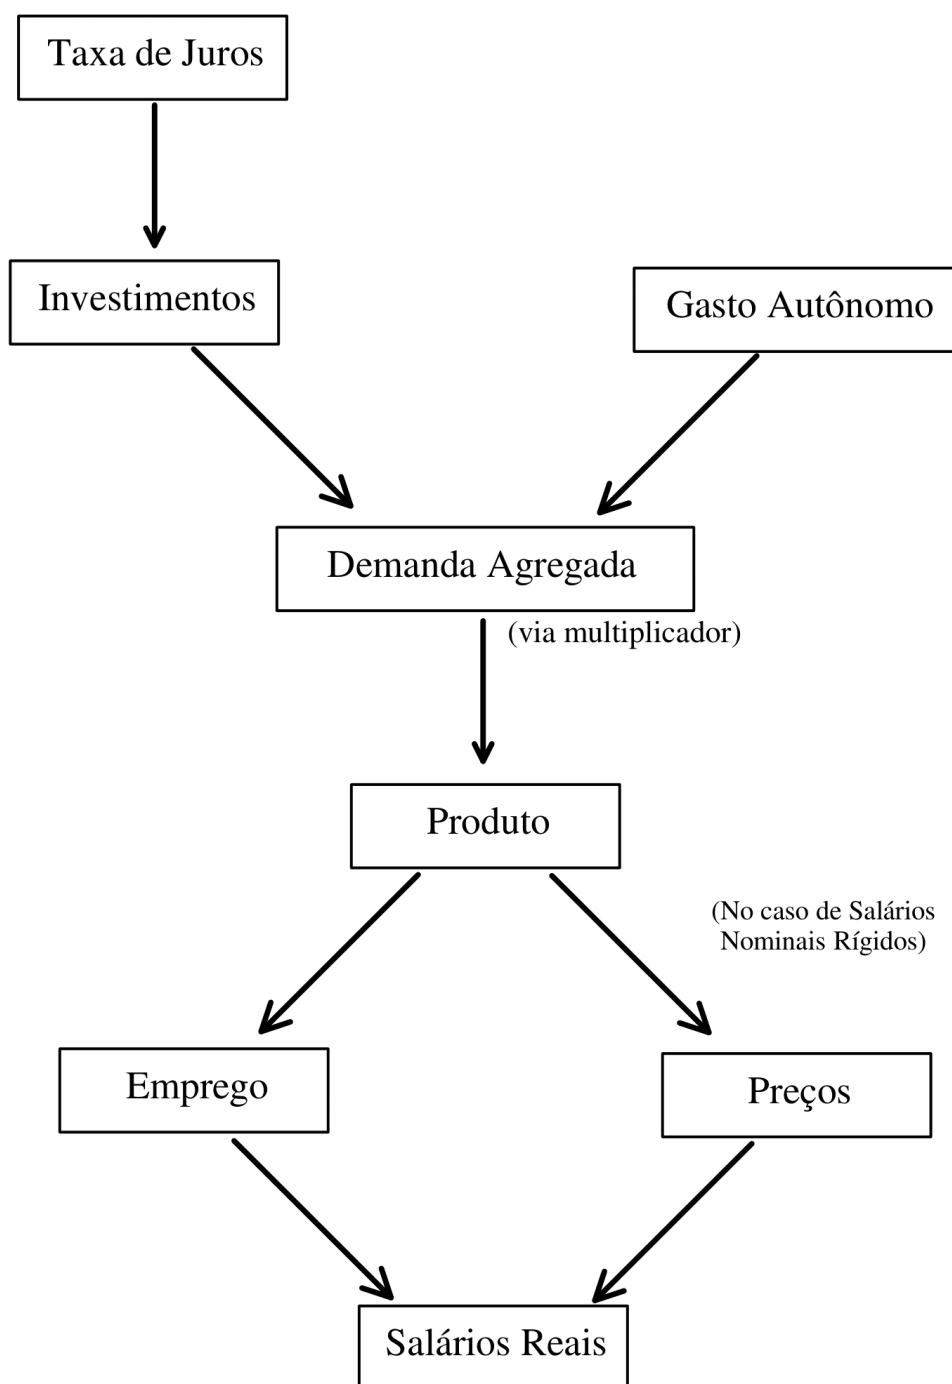 Taxa de Juros
Investimentos
Gasto Autônomo
Demanda Agregada
(via multiplicador)
Produto
(No caso de Salários
Nominais Rígidos)
Emprego
Preços
Salários Reais